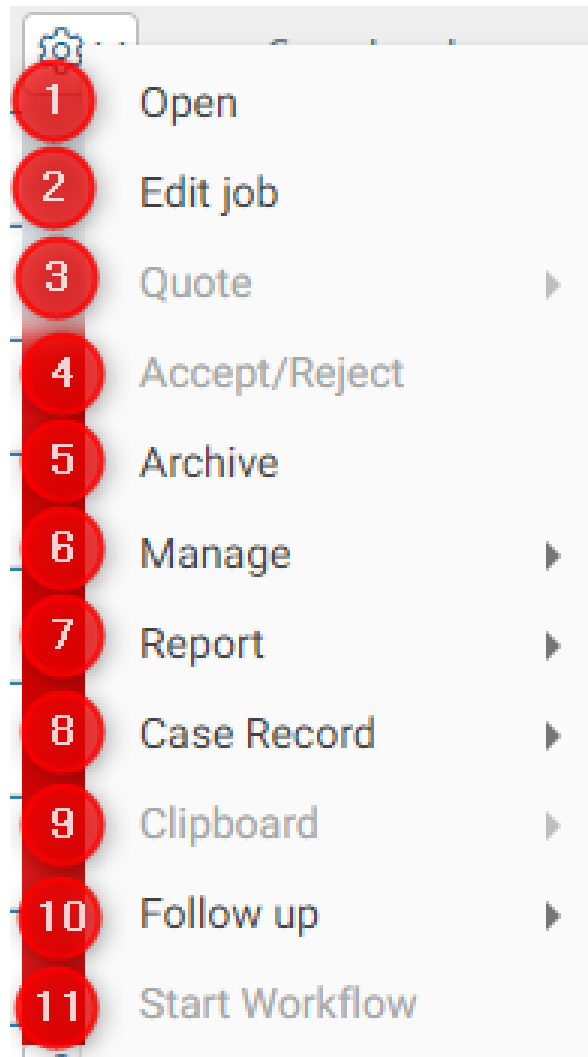 1 Open
2 Edit job
3 Quote
4 Accept/Reject
5 Archive
6 Manage
7 Report
8 Case Record
9 Clipboard
10 Follow up
11 Start Workflow